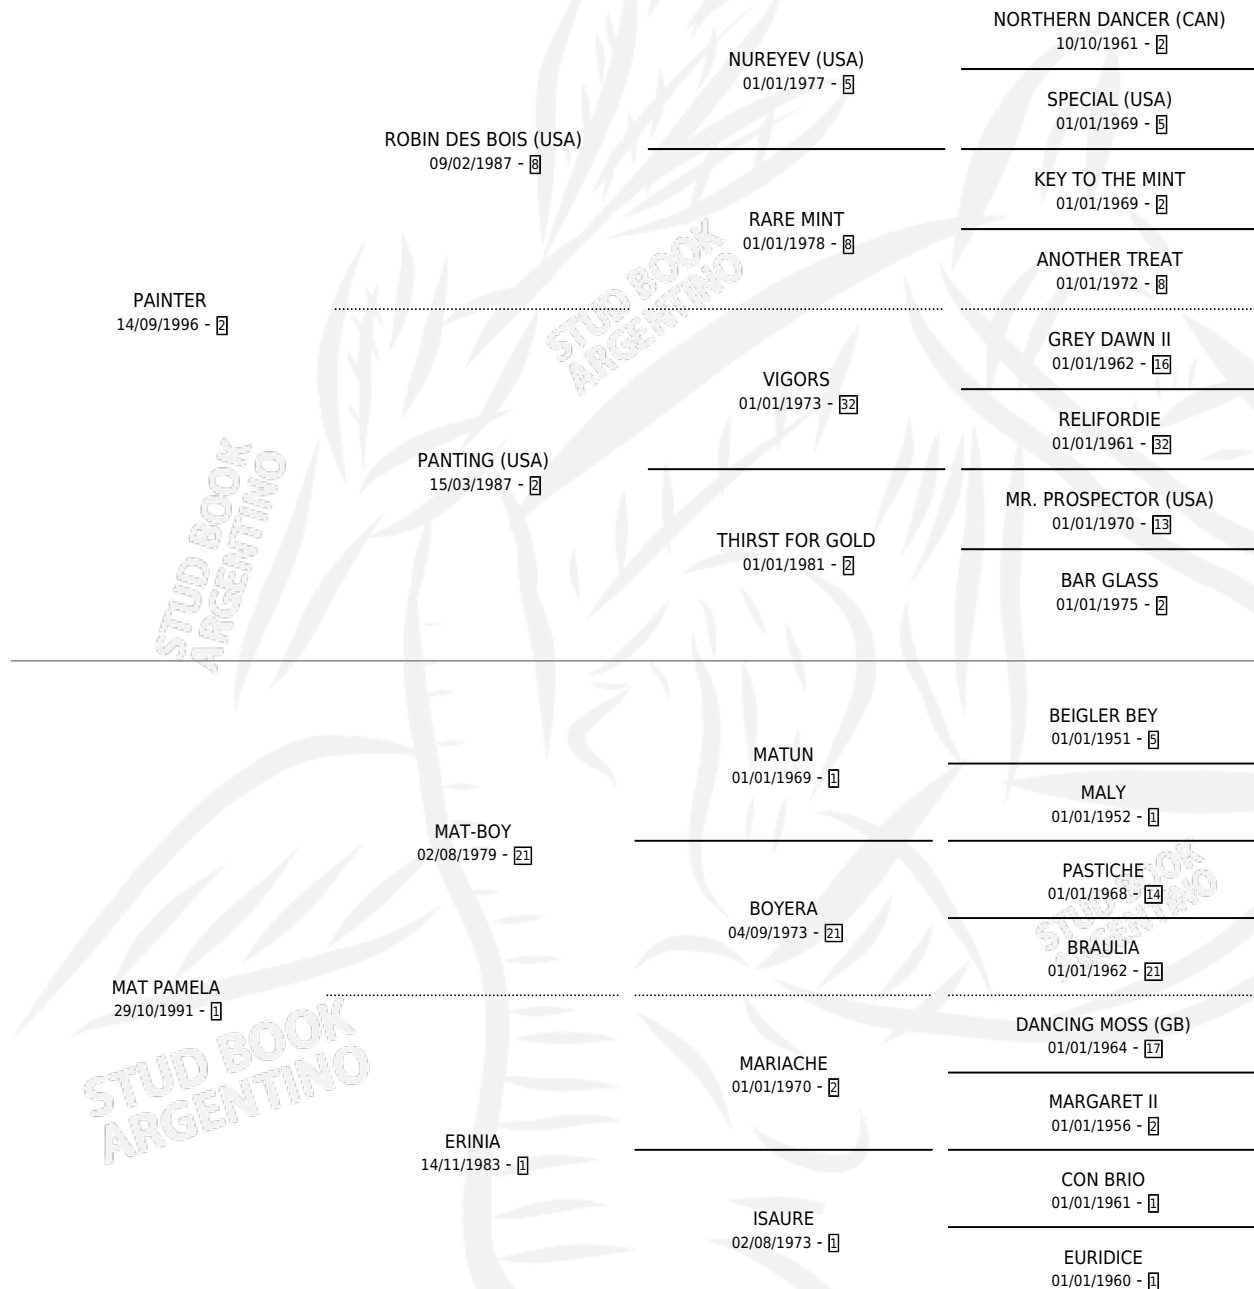 NORTHERN DANCER (CAN)
10/10/1961 - 2
NUREYEV (USA)
01/01/1977 - 5
SPECIAL (USA)
01/01/1969 - 5
ROBIN DES BOIS (USA)
09/02/1987 - 8
KEY TO THE MINT
01/01/1969 - 2
RARE MINT
01/01/1978 - 8
ANOTHER TREAT
01/01/1972 - 8
PAINTER
14/09/1996 - 2
GREY DAWN II
01/01/1962 - 16
VIGORS
01/01/1973 - 32
RELIFORDIE
01/01/1961 - 32
PANTING (USA)
15/03/1987 - 2
MR. PROSPECTOR (USA)
01/01/1970 - 13
THIRST FOR GOLD
01/01/1981 - 2
BAR GLASS
01/01/1975 - 2
BEIGLER BEY
01/01/1951 - 5
MATUN
01/01/1969 - 1
MALY
01/01/1952 - 1
MAT-BOY
02/08/1979 - 21
PASTICHE
01/01/1968 - 14
BOYERA
04/09/1973 - 21
BRAULIA
01/01/1962 - 21
MAT PAMELA
29/10/1991 - 1
DANCING MOSS (GB)
01/01/1964 - 17
MARIACHE
01/01/1970 - 2
MARGARET II
01/01/1956 - 2
ERINIA
14/11/1983 - 1
CON BRIO
01/01/1961 - 1
ISAURE
02/08/1973 - 1
EURIDICE
01/01/1960 - 1
STUD BOOK
ARGENTINO
STUD BOOK
ARGENTINO
STUD BOOK
ARGENTINO
STUD BOOK
ARGENTINO